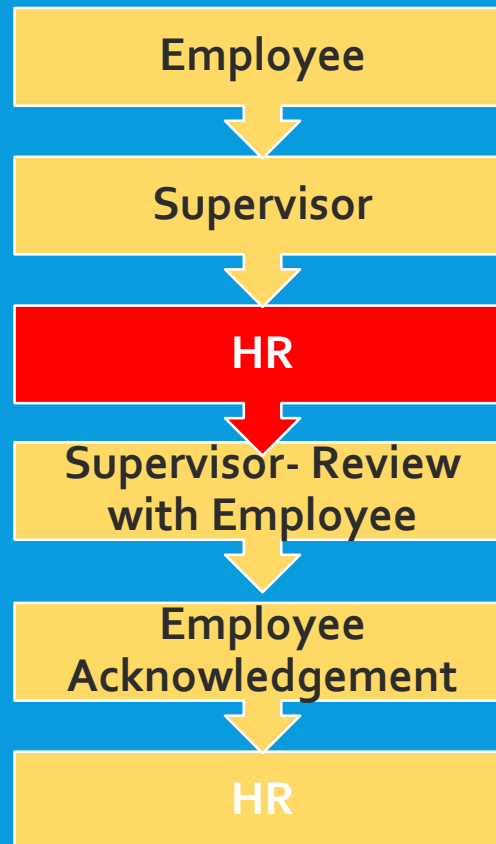 Employee
Supervisor
HR
Supervisor- Review
with Employee
Employee
Acknowledgement
HR